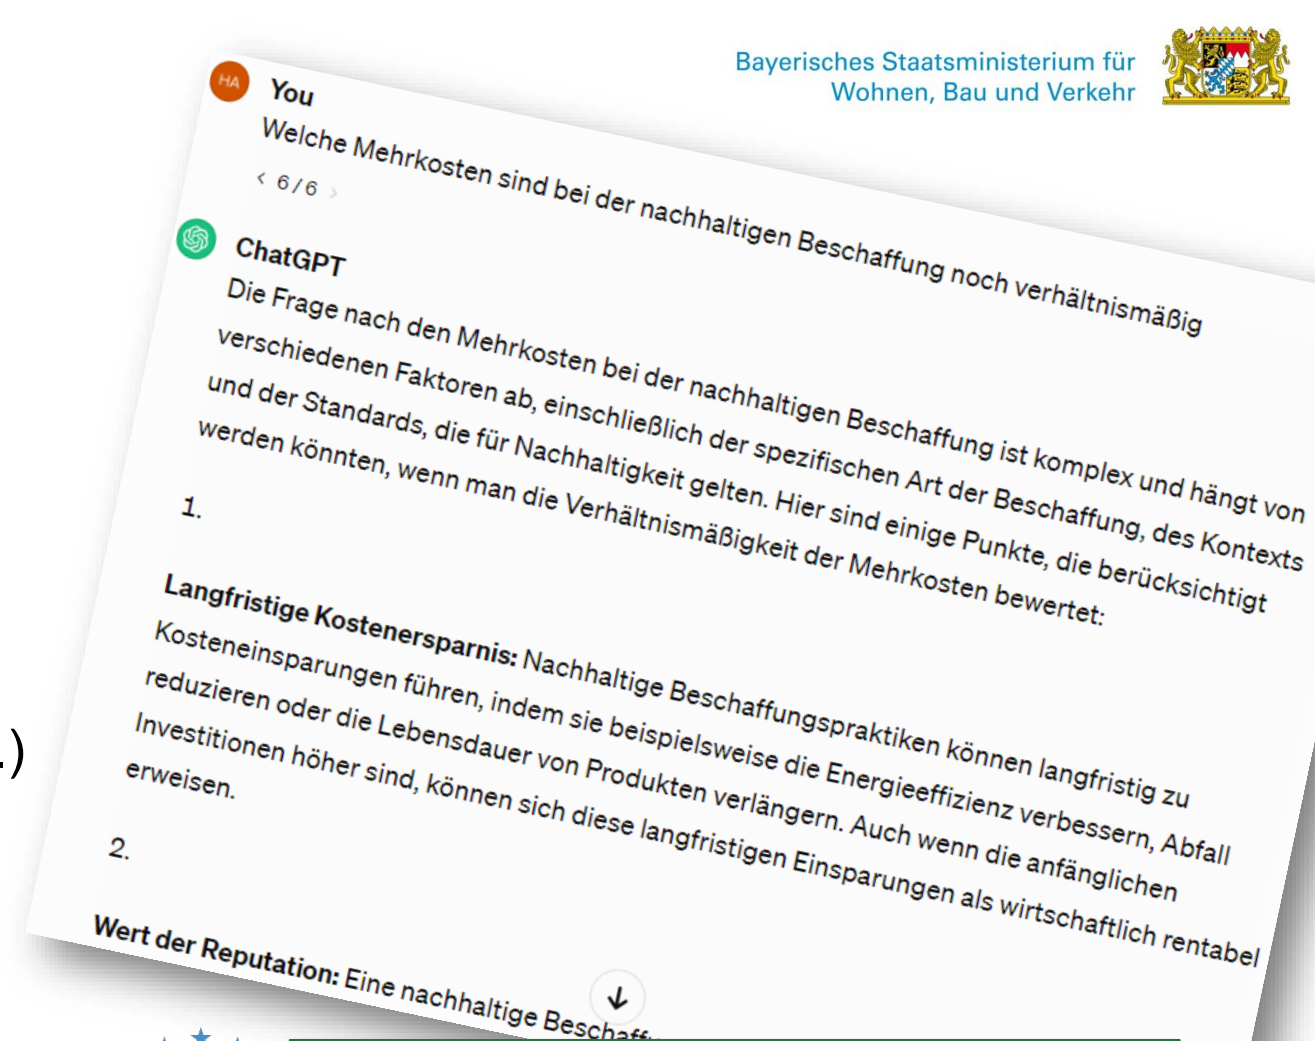 Bayerisches Staatsministerium für
Wohnen, Bau und Verkehr
HA
You
Welche Mehrkosten sind bei der nachhaltigen Beschaffung noch verhältnismäßig
< 6/6 >
ChatGPT
Die Frage nach den Mehrkosten bei der nachhaltigen Beschaffung ist komplex und hängt von
verschiedenen Faktoren ab, einschließlich der spezifischen Art der Beschaffung, des Kontexts
und der Standards, die für Nachhaltigkeit gelten. Hier sind einige Punkte, die berücksichtigt
werden könnten, wenn man die Verhältnismäßigkeit der Mehrkosten bewertet:
1.
Langfristige Kostenersparnis: Nachhaltige Beschaffungspraktiken können langfristig zu
Kosteneinsparungen führen, indem sie beispielsweise die Energieeffizienz verbessern, Abfall
reduzieren oder die Lebensdauer von Produkten verlängern. Auch wenn die anfänglichen
Investitionen höher sind, können sich diese langfristigen Einsparungen als wirtschaftlich rentabel
erweisen.
.)
2.
Wert der Reputation: Eine nachhaltige